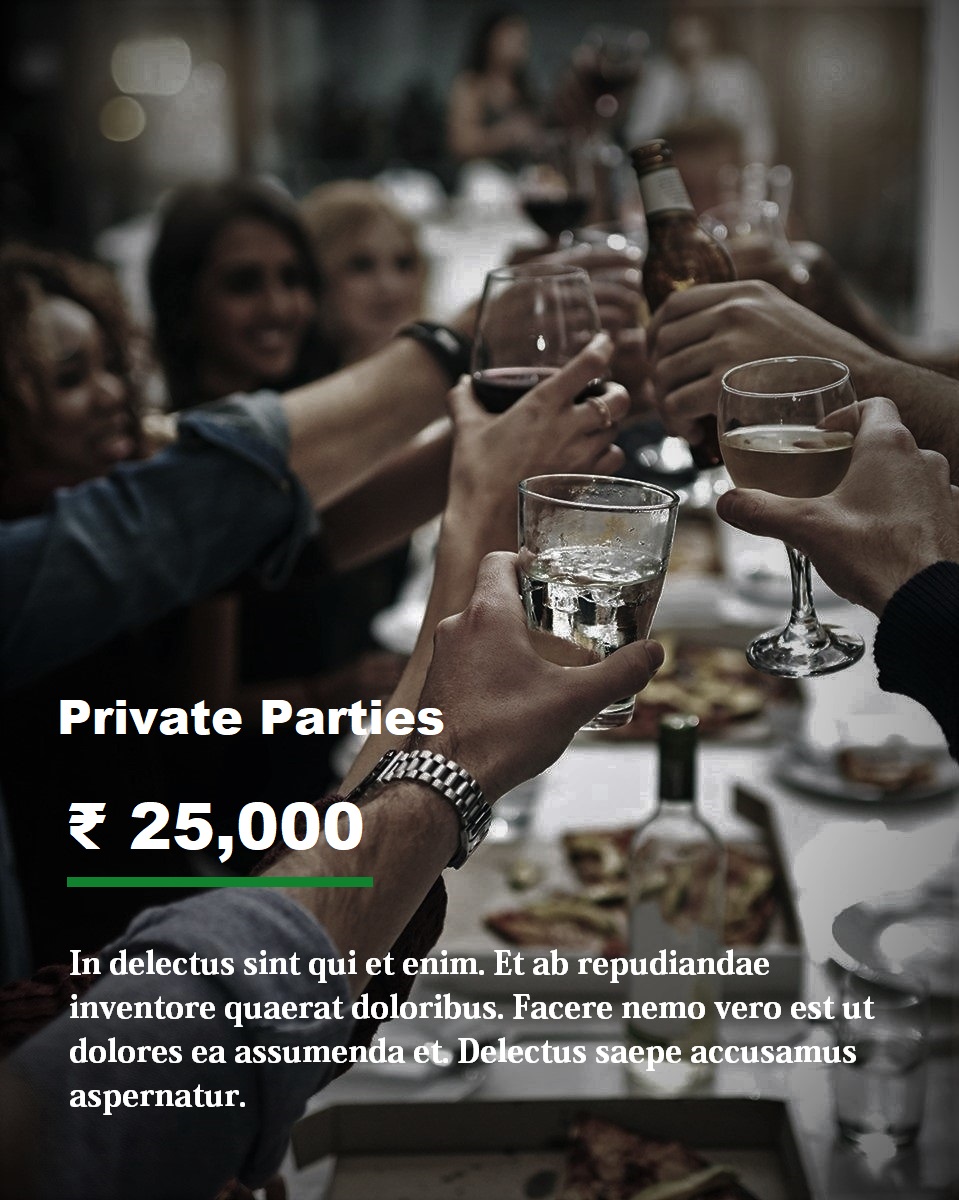 Private Parties
₹ 25,000
In delectus sint qui et enim. Et ab repudiandae
inventore quaerat doloribus. Facere nemo vero est ut
dolores ea assumenda et. Delectus saepe accusamus
aspernatur.